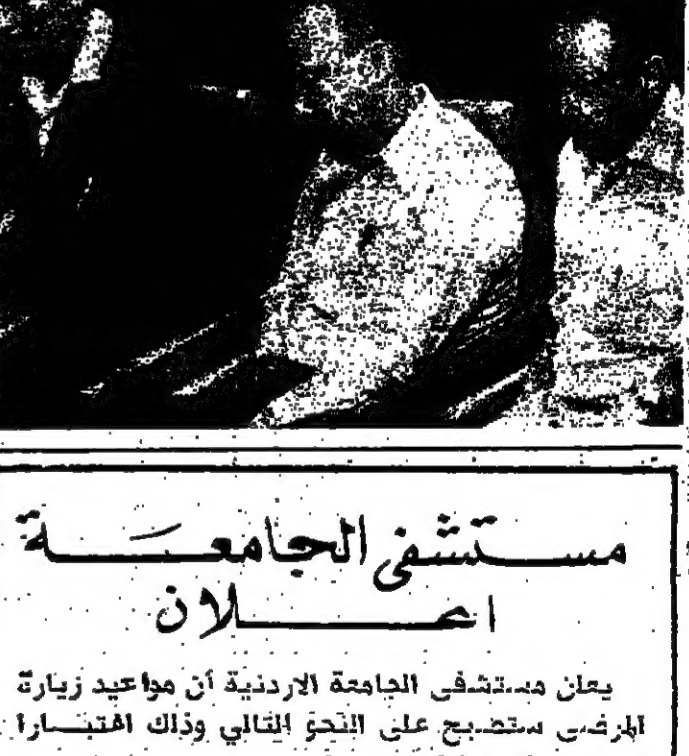 مستشفى الجامعة
اعلان
يعلن مستشفى الجامعة الاردنية أن مواعيد زيارة
المرضى ستصبح على النحو التالي وذلك اعتبارا